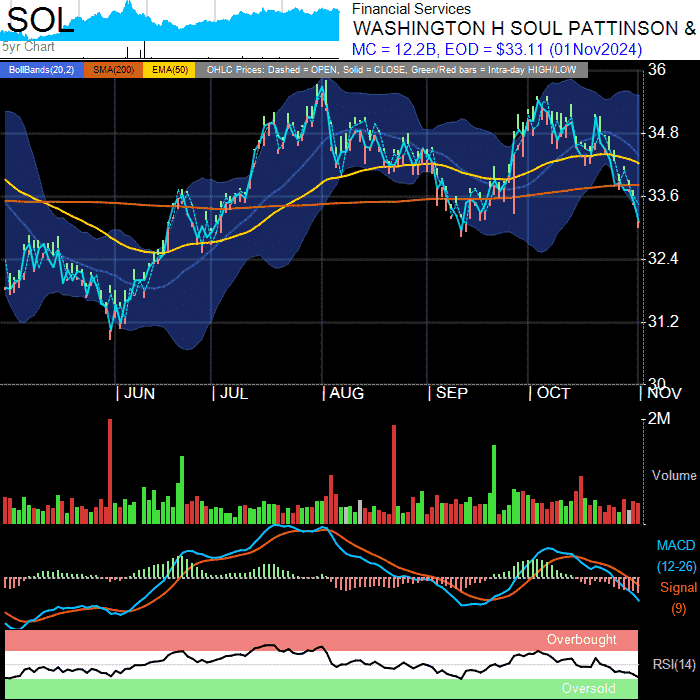 SOL
5yr Chart
Financial Services
WASHINGTON H SOUL PATTINSON &
MC = 12.2B, EOD = $33.11 (01Nov2024)
BollBands(20,2) SMA(200) EMA(50) OHLC Prices: Dashed = OPEN, Solid = CLOSE, Green/Red bars = Intra-day HIGH/LOW
36
34.8
33.6
32.4
31.2
30
JUN JUL AUG SEP OCT NOV
2M
Volume
MACD
(12-26)
Signal
(9)
Overbought
RSI(14)
Oversold